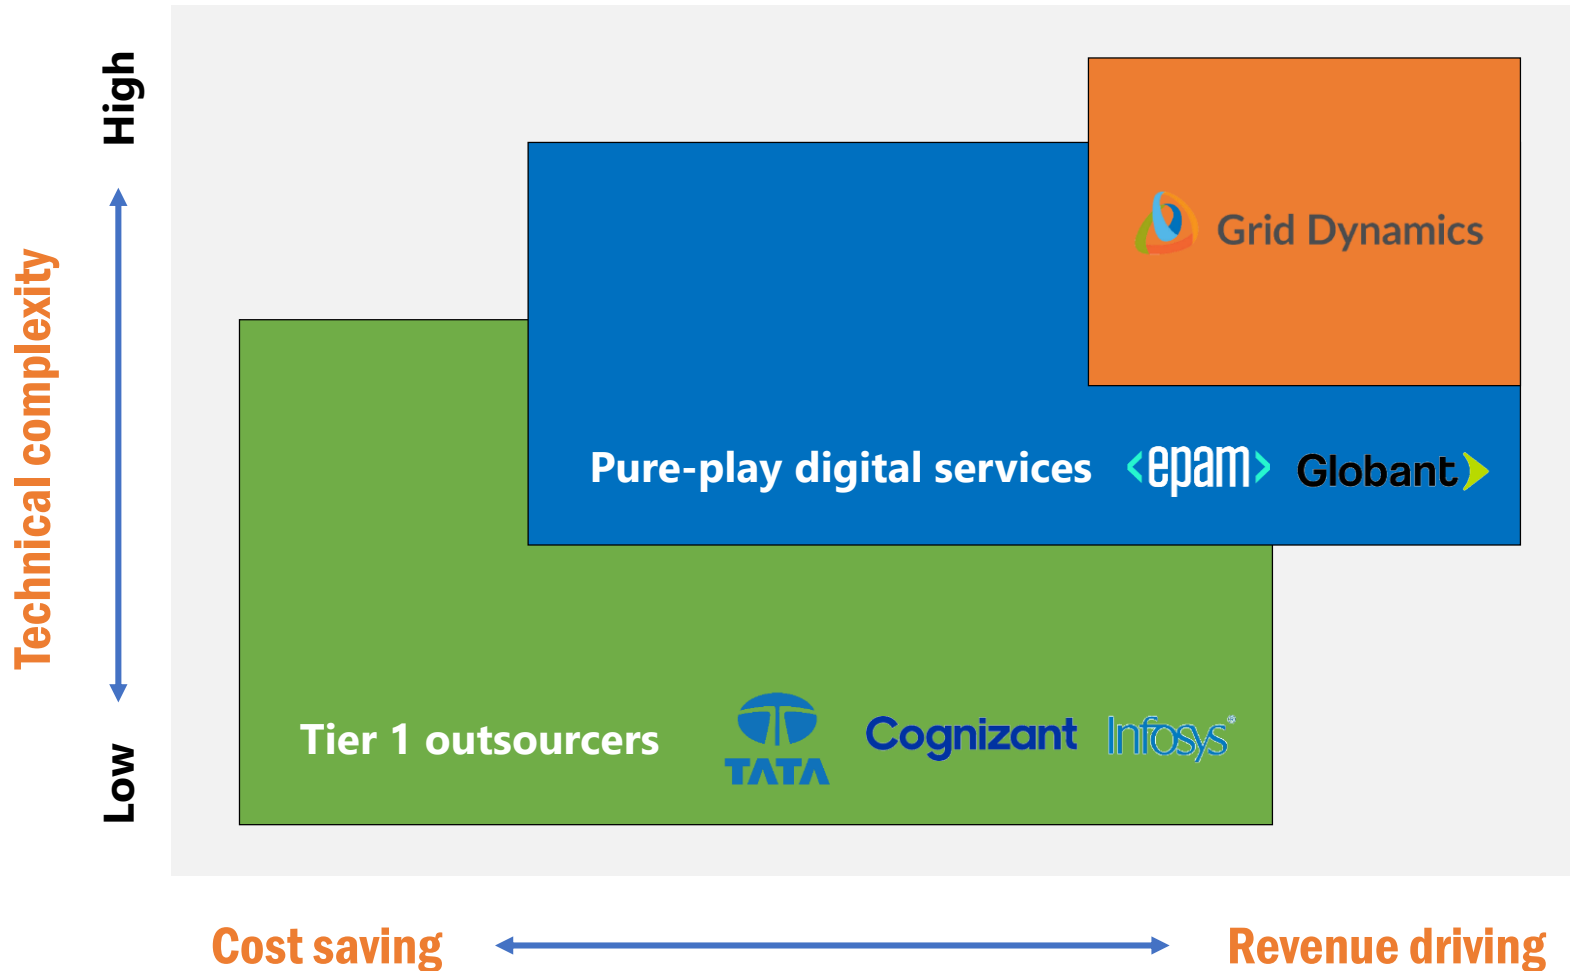 High
Technical complexity
Low
Grid Dynamics
Pure-play digital services
<epam>
Globant
Tier 1 outsourcers
TATA
Cognizant
Infosys®
Cost saving
Revenue driving